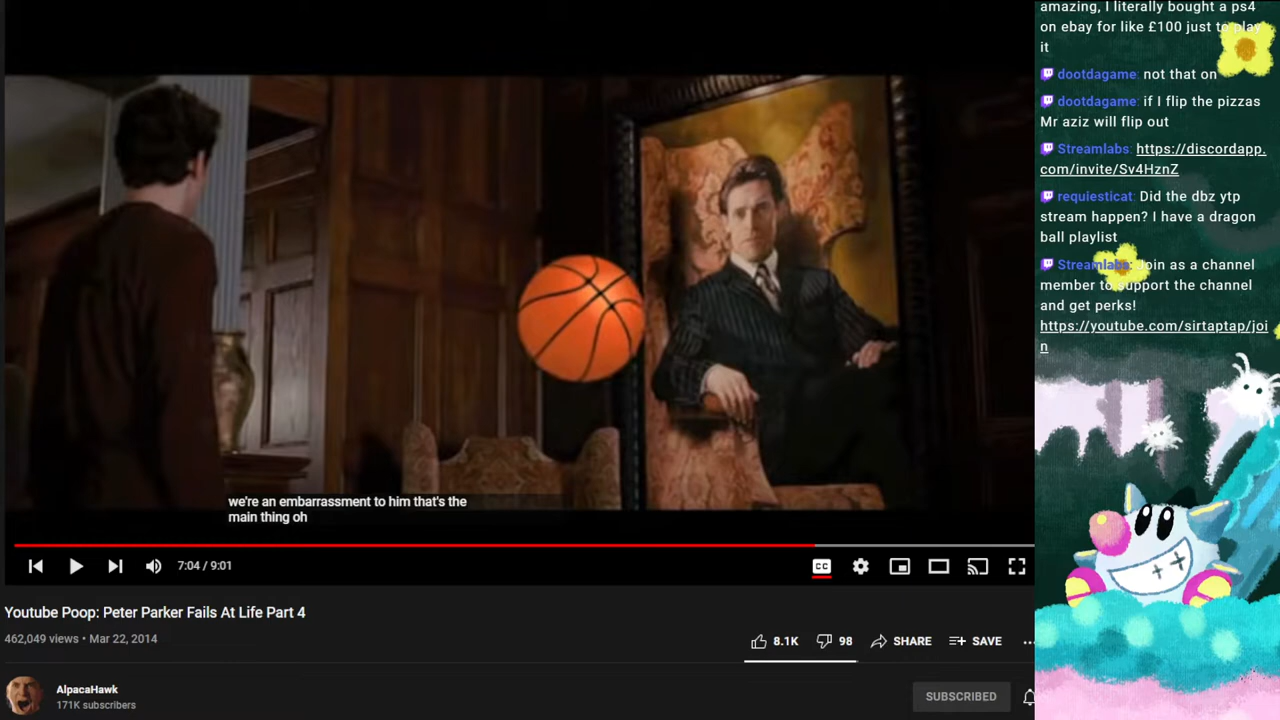 we're an embarrassment to him that's the
main thing oh
7:04 / 9:01
CC
Youtube Poop: Peter Parker Fails At Life Part 4
462,049 views • Mar 22, 2014
8.1K
98
SHARE
SAVE
AlpacaHawk
171K subscribers
SUBSCRIBED
amazing, I literally bought a ps4
on ebay for like £100 just to play
it
dootdagame: not that on
dootdagame: if I flip the pizzas
Mr aziz will flip out
Streamlabs: https://discordapp.
com/invite/Sv4HznZ
requiesticat: Did the dbz ytp
stream happen? I have a dragon
ball playlist
Streamlabs: Join as a channel
member to support the channel
and get perks!
https://youtube.com/sirtaptap/joi
n